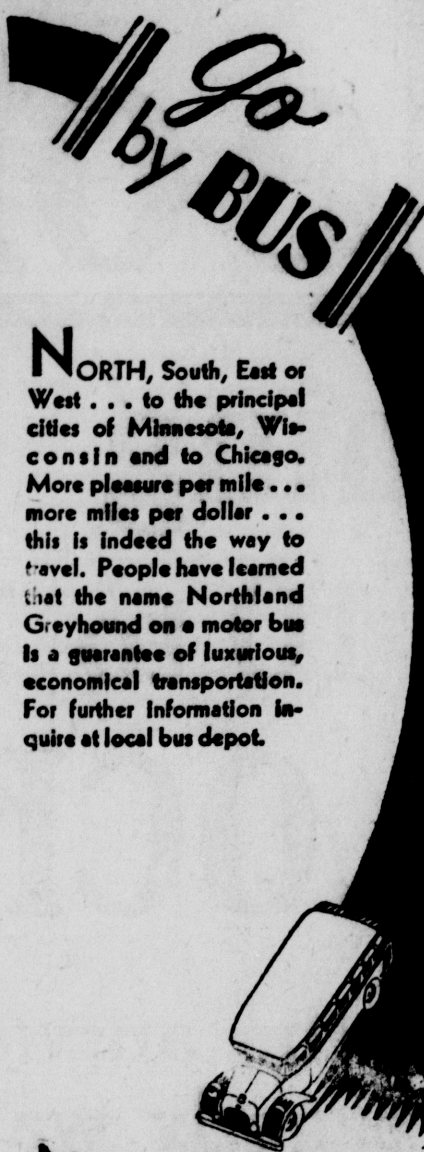 Go
by BUS
NORTH, South, East or
West . . . to the principal
cities of Minnesota, Wis-
consin and to Chicago.
More pleasure per mile . . .
more miles per dollar . . .
this is indeed the way to
travel. People have learned
that the name Northland
Greyhound on a motor bus
is a guarantee of luxurious,
economical transportation.
For further information in-
quire at local bus depot.